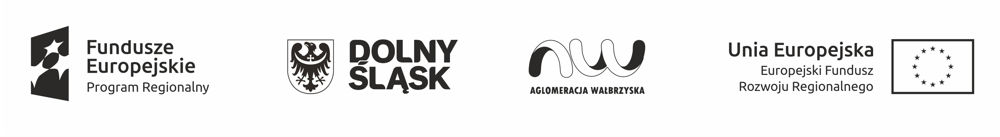 Fundusze
Europejskie
Program Regionalny
DOLNY
ŚLĄSK
AGLOMERACJA WAŁBRZYSKA
Unia Europejska
Europejski Fundusz
Rozwoju Regionalnego